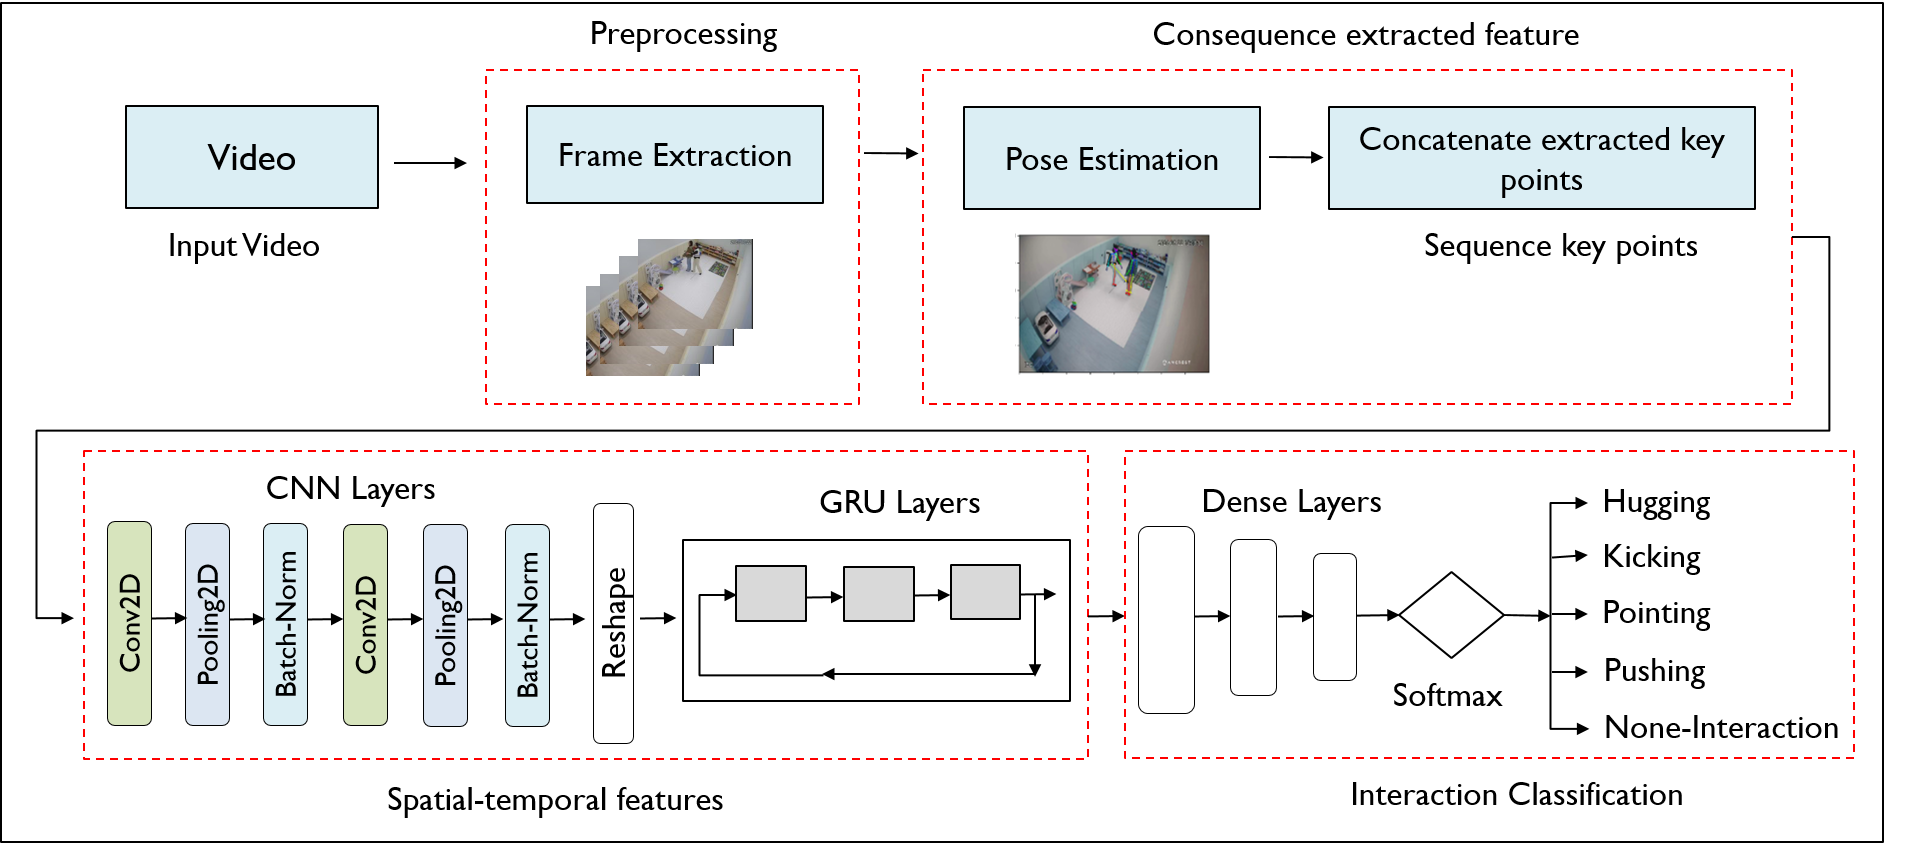 Preprocessing
Consequence extracted feature
Video
Frame Extraction
Pose Estimation
Concatenate extracted key
points
Input Video
Sequence key points
CNN Layers
GRU Layers
Dense Layers
Conv2D
Pooling2D
Batch-Norm
Conv2D
Pooling2D
Batch-Norm
Reshape
Softmax
Hugging
Kicking
Pointing
Pushing
None-Interaction
Spatial-temporal features
Interaction Classification